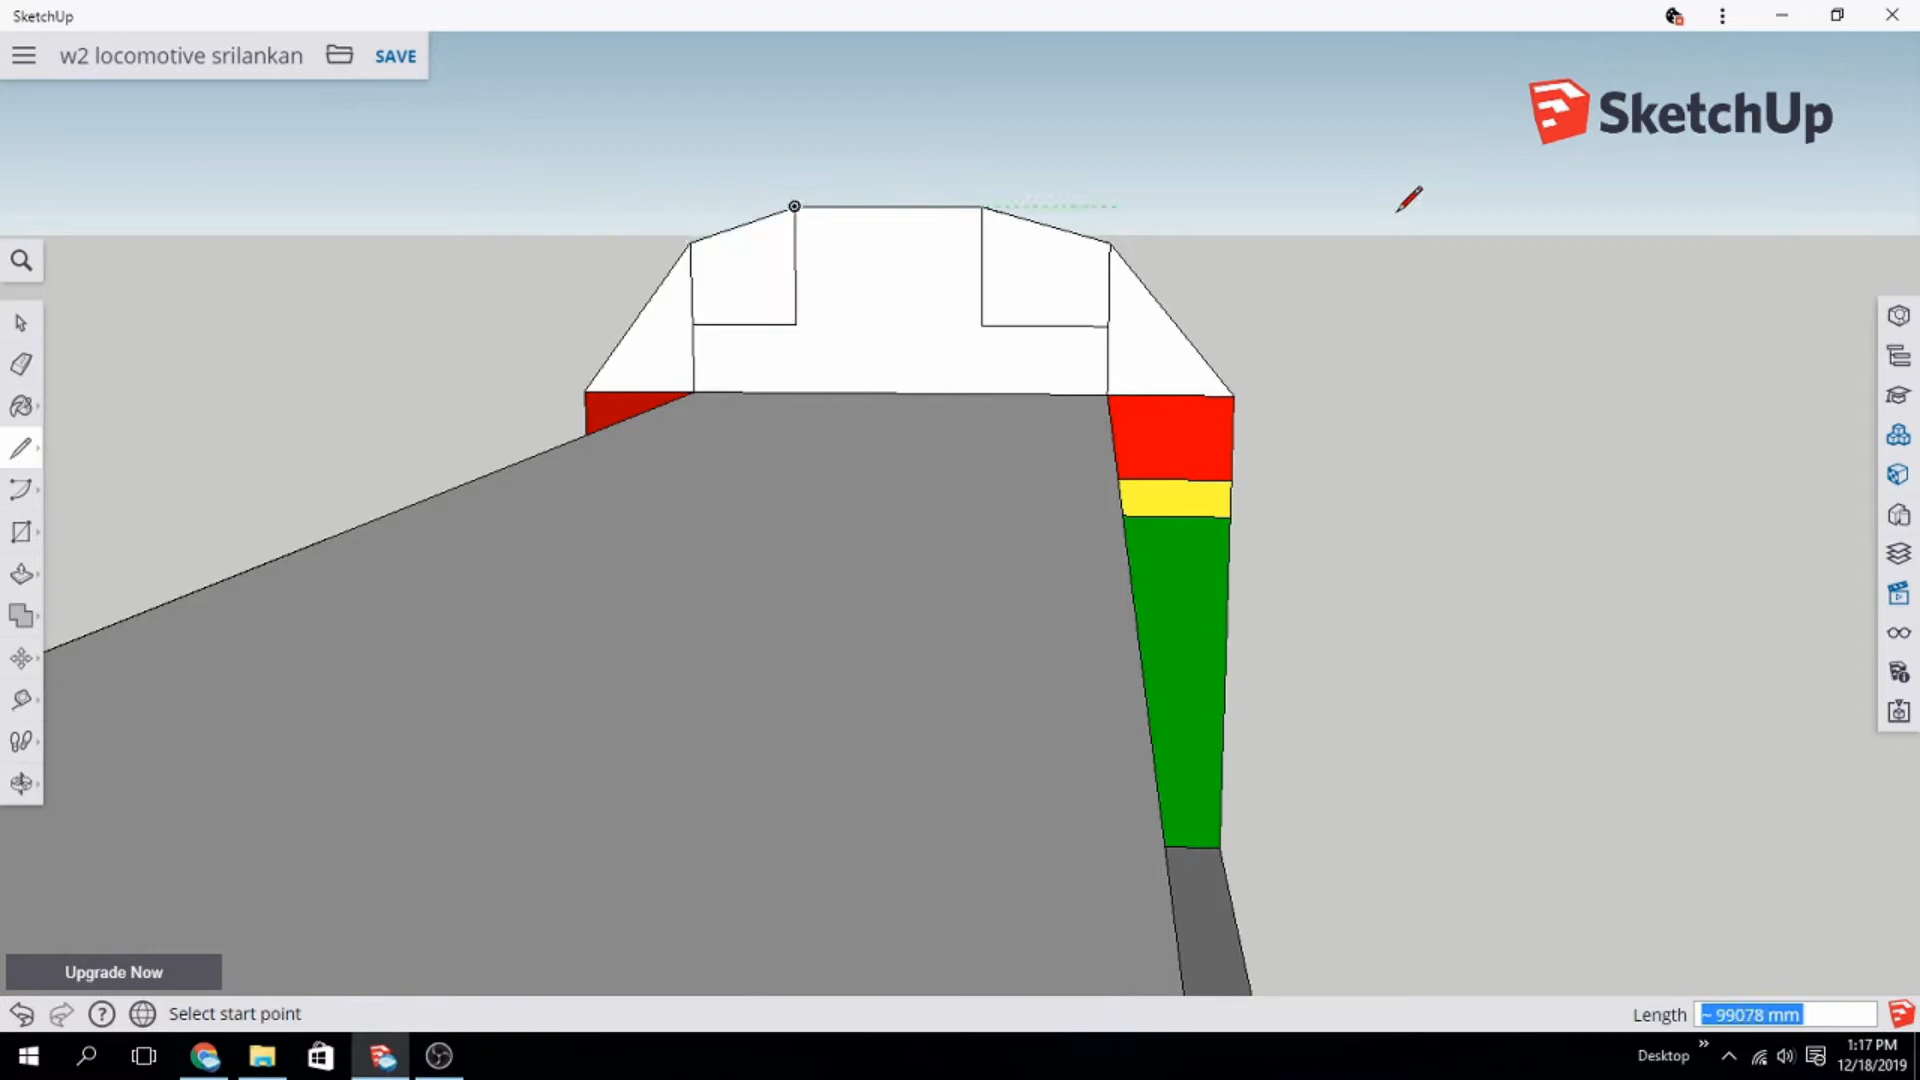 SketchUp
w2 locomotive srilankan
SAVE
SketchUp
Upgrade Now
Select start point
Length
~ 99078 mm
Desktop
1:17 PM
12/18/2019